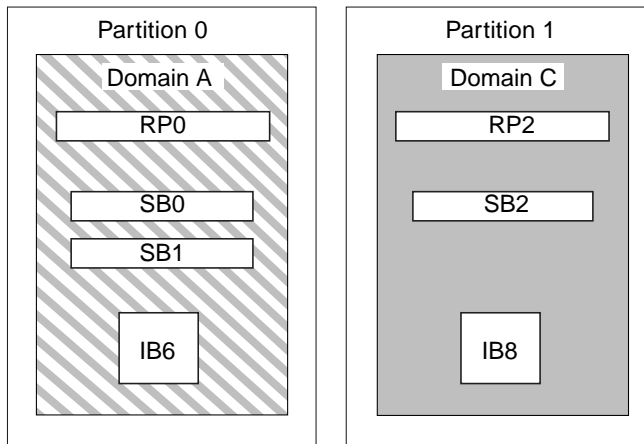 Partition 0
Domain A
RP0
SB0
SB1
IB6
Partition 1
Domain C
RP2
SB2
IB8